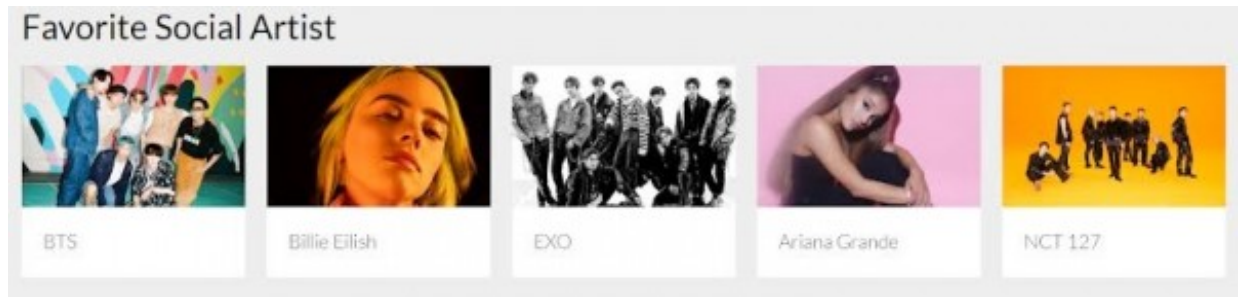 Favorite Social Artist
BTS
Billie Eilish
EXO
Ariana Grande
NCT 127